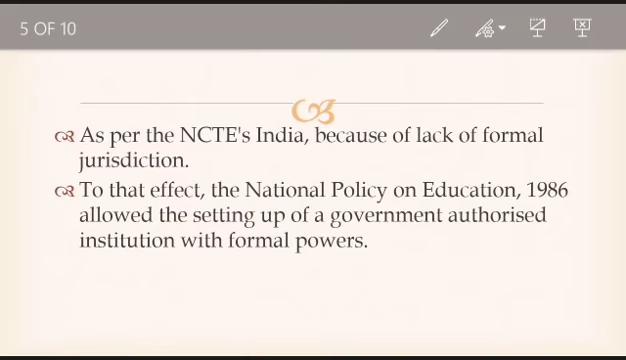 5 OF 10
As per the NCTE's India, because of lack of formal
jurisdiction.
To that effect, the National Policy on Education, 1986
allowed the setting up of a government authorised
institution with formal powers.